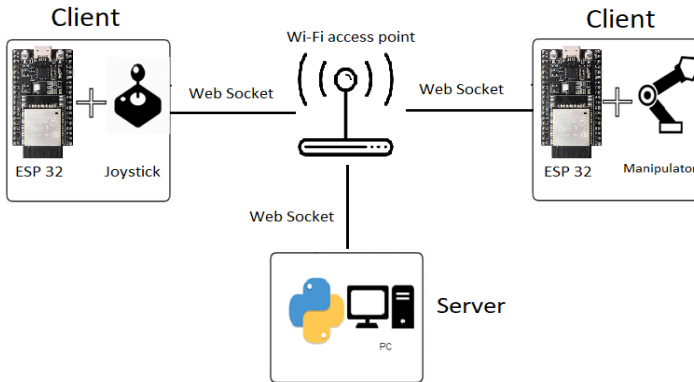 Client
Client
Wi-Fi access point
Web Socket
Web Socket
ESP 32
Joystick
ESP 32
Manipulator
Web Socket
Server
PC